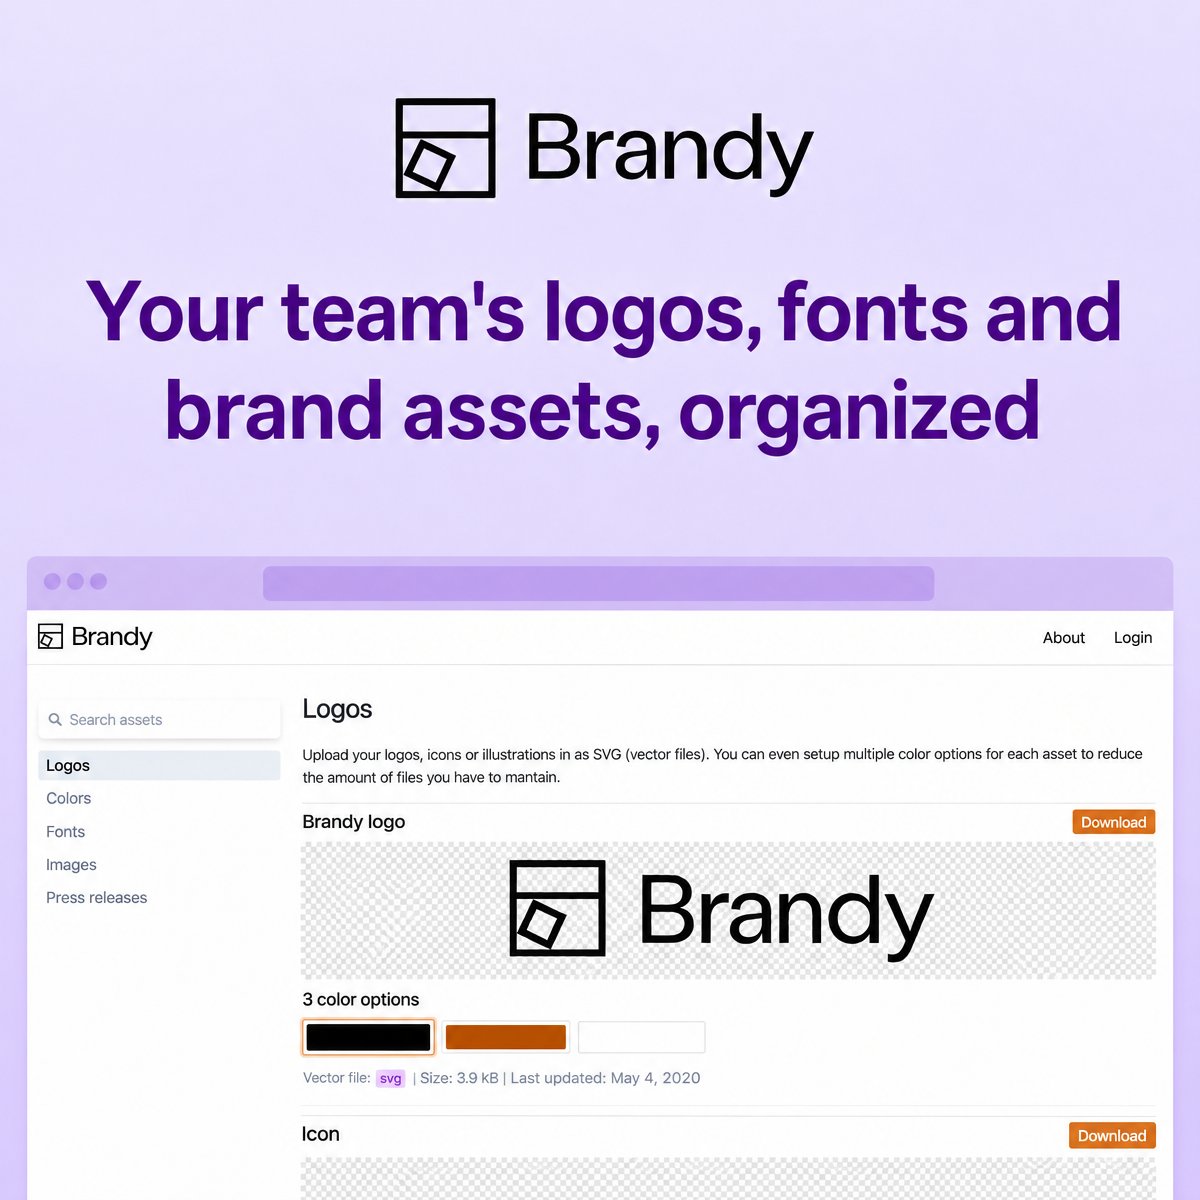 Brandy
Your team's logos, fonts and
brand assets, organized
Brandy
About
Login
Search assets
Logos
Colors
Fonts
Images
Press releases
Logos
Upload your logos, icons or illustrations in as SVG (vector files). You can even setup multiple color options for each asset to reduce
the amount of files you have to mantain.
Brandy logo
Download
Brandy
3 color options
Vector file: svg | Size: 3.9 kB | Last updated: May 4, 2020
Icon
Download